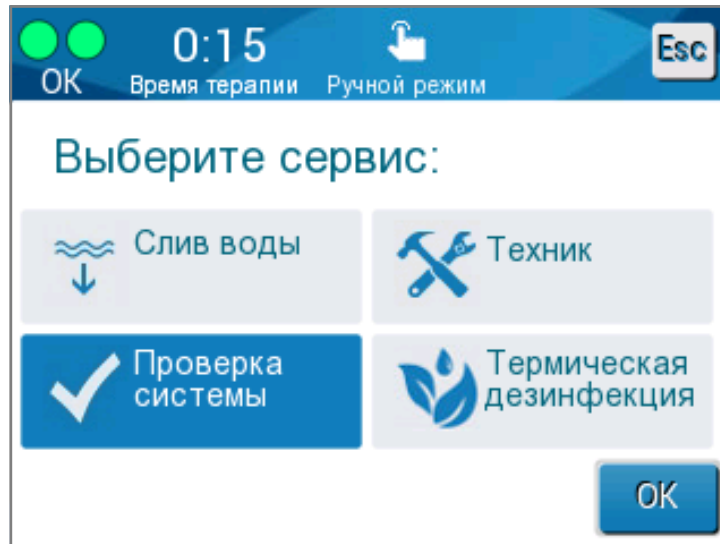 0:15
Esc
OK
Время терапии
Ручной режим
Выберите сервис:
Слив воды
Техник
Проверка
системы
Термическая
дезинфекция
OK